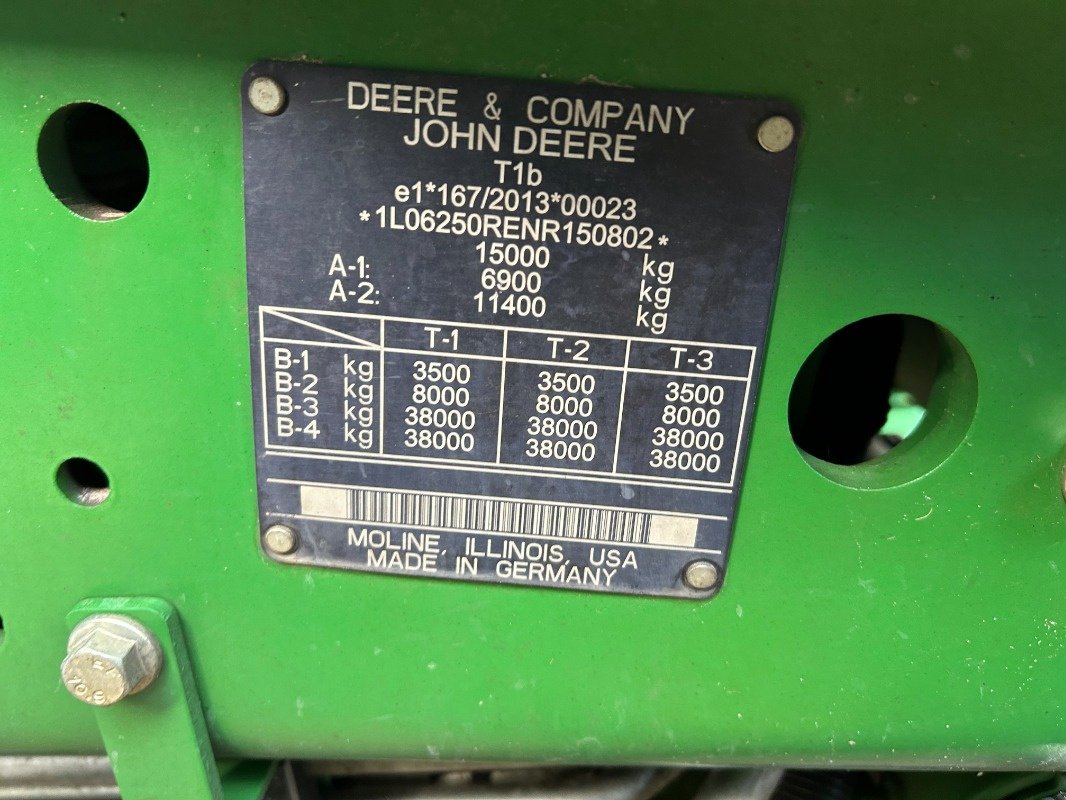 DEERE & COMPANY
JOHN DEERE
T1b
e1*167/2013*00023
*1L06250RENR150802*
15000 kg
A-1: 6900 kg
A-2: 11400 kg
T-1 T-2 T-3
B-1 kg 3500 3500 3500
B-2 kg 8000 8000 8000
B-3 kg 38000 38000 38000
B-4 kg 38000 38000 38000
MOLINE, ILLINOIS, USA
MADE IN GERMANY
10.9